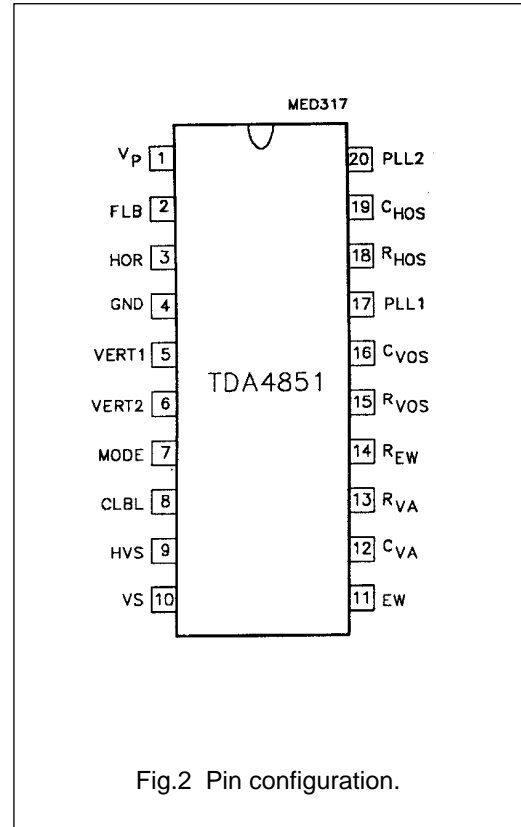 MED317
VP 1
20 PLL2
FLB 2
19 CHOS
HOR 3
18 RHOS
GND 4
17 PLL1
VERT1 5
16 CVOS
TDA4851
VERT2 6
15 RVOS
MODE 7
14 REW
CLBL 8
13 RVA
HVS 9
12 CVA
VS 10
11 EW
Fig.2 Pin configuration.